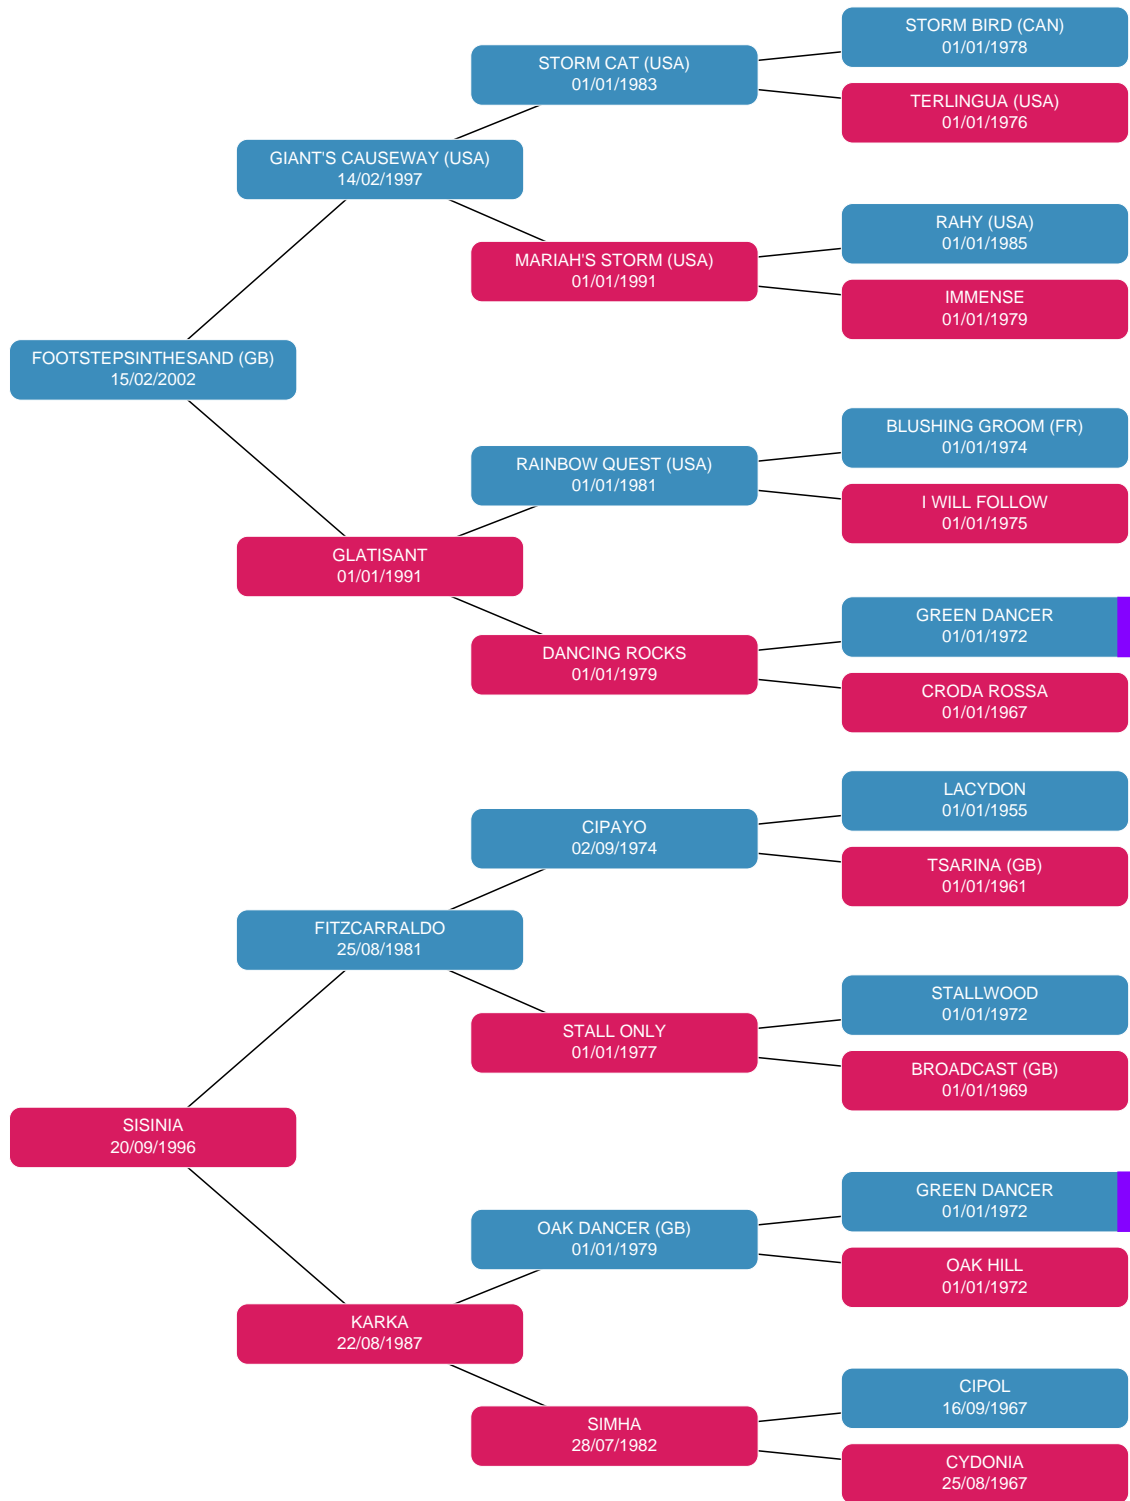 STORM BIRD (CAN)
01/01/1978
STORM CAT (USA)
01/01/1983
TERLINGUA (USA)
01/01/1976
GIANT'S CAUSEWAY (USA)
14/02/1997
RAHY (USA)
01/01/1985
MARIAH'S STORM (USA)
01/01/1991
IMMENSE
01/01/1979
FOOTSTEPSINTHESAND (GB)
15/02/2002
BLUSHING GROOM (FR)
01/01/1974
RAINBOW QUEST (USA)
01/01/1981
I WILL FOLLOW
01/01/1975
GLATISANT
01/01/1991
GREEN DANCER
01/01/1972
DANCING ROCKS
01/01/1979
CRODA ROSSA
01/01/1967
LACYDON
01/01/1955
CIPAYO
02/09/1974
TSARINA (GB)
01/01/1961
FITZCARRALDO
25/08/1981
STALLWOOD
01/01/1972
STALL ONLY
01/01/1977
BROADCAST (GB)
01/01/1969
SISINIA
20/09/1996
GREEN DANCER
01/01/1972
OAK DANCER (GB)
01/01/1979
OAK HILL
01/01/1972
KARKA
22/08/1987
CIPOL
16/09/1967
SIMHA
28/07/1982
CYDONIA
25/08/1967